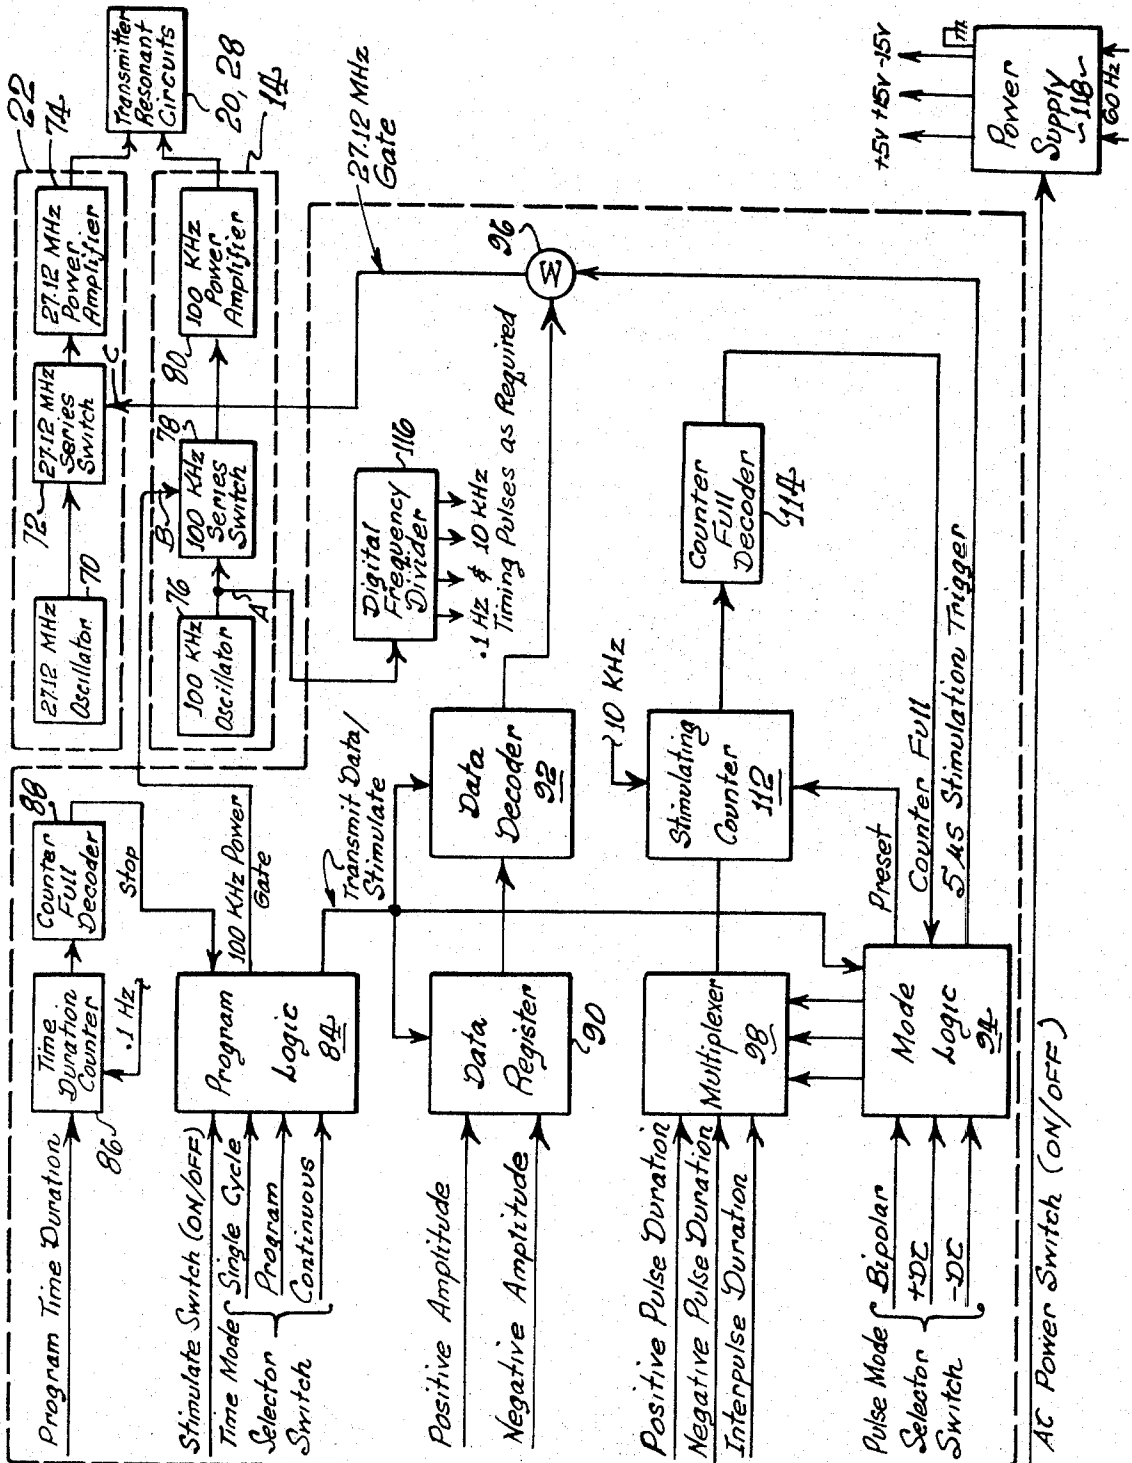 22
74
27.12 MHz
Oscillator
70
72
27.12 MHz
Series
Switch
27.12 MHz
Power
Amplifier
C
Transmitter
Resonant
Circuits
20, 28
14
100 KHz
Oscillator
76
A
B
100 KHz
Series
Switch
78
80
100 KHz
Power
Amplifier
27.12 MHz
Gate
Program Time Duration
86
Time
Duration
Counter
.1 Hz
Counter
Full
Decoder
88
Stop
Stimulate Switch (ON/OFF)
Time Mode
Selector
Switch
Single Cycle
Program
Continuous
Program
Logic
84
100 KHz Power
Gate
Transmit Data/
Stimulate
Digital
Frequency
Divider
116
.1 Hz & 10 KHz
Timing Pulses as Required
Positive Amplitude
Negative Amplitude
Data
Register
90
Data
Decoder
92
W
96
Positive Pulse Duration
Negative Pulse Duration
Interpulse Duration
Multiplexer
98
10 KHz
Stimulating
Counter
112
Counter
Full
Decoder
114
Pulse Mode
Selector
Switch
Bipolar
+DC
-DC
Mode
Logic
94
Preset
Counter Full
5 µs Stimulation Trigger
AC Power Switch (ON/OFF)
Power
Supply
118
60 Hz
+5v +15v -15v